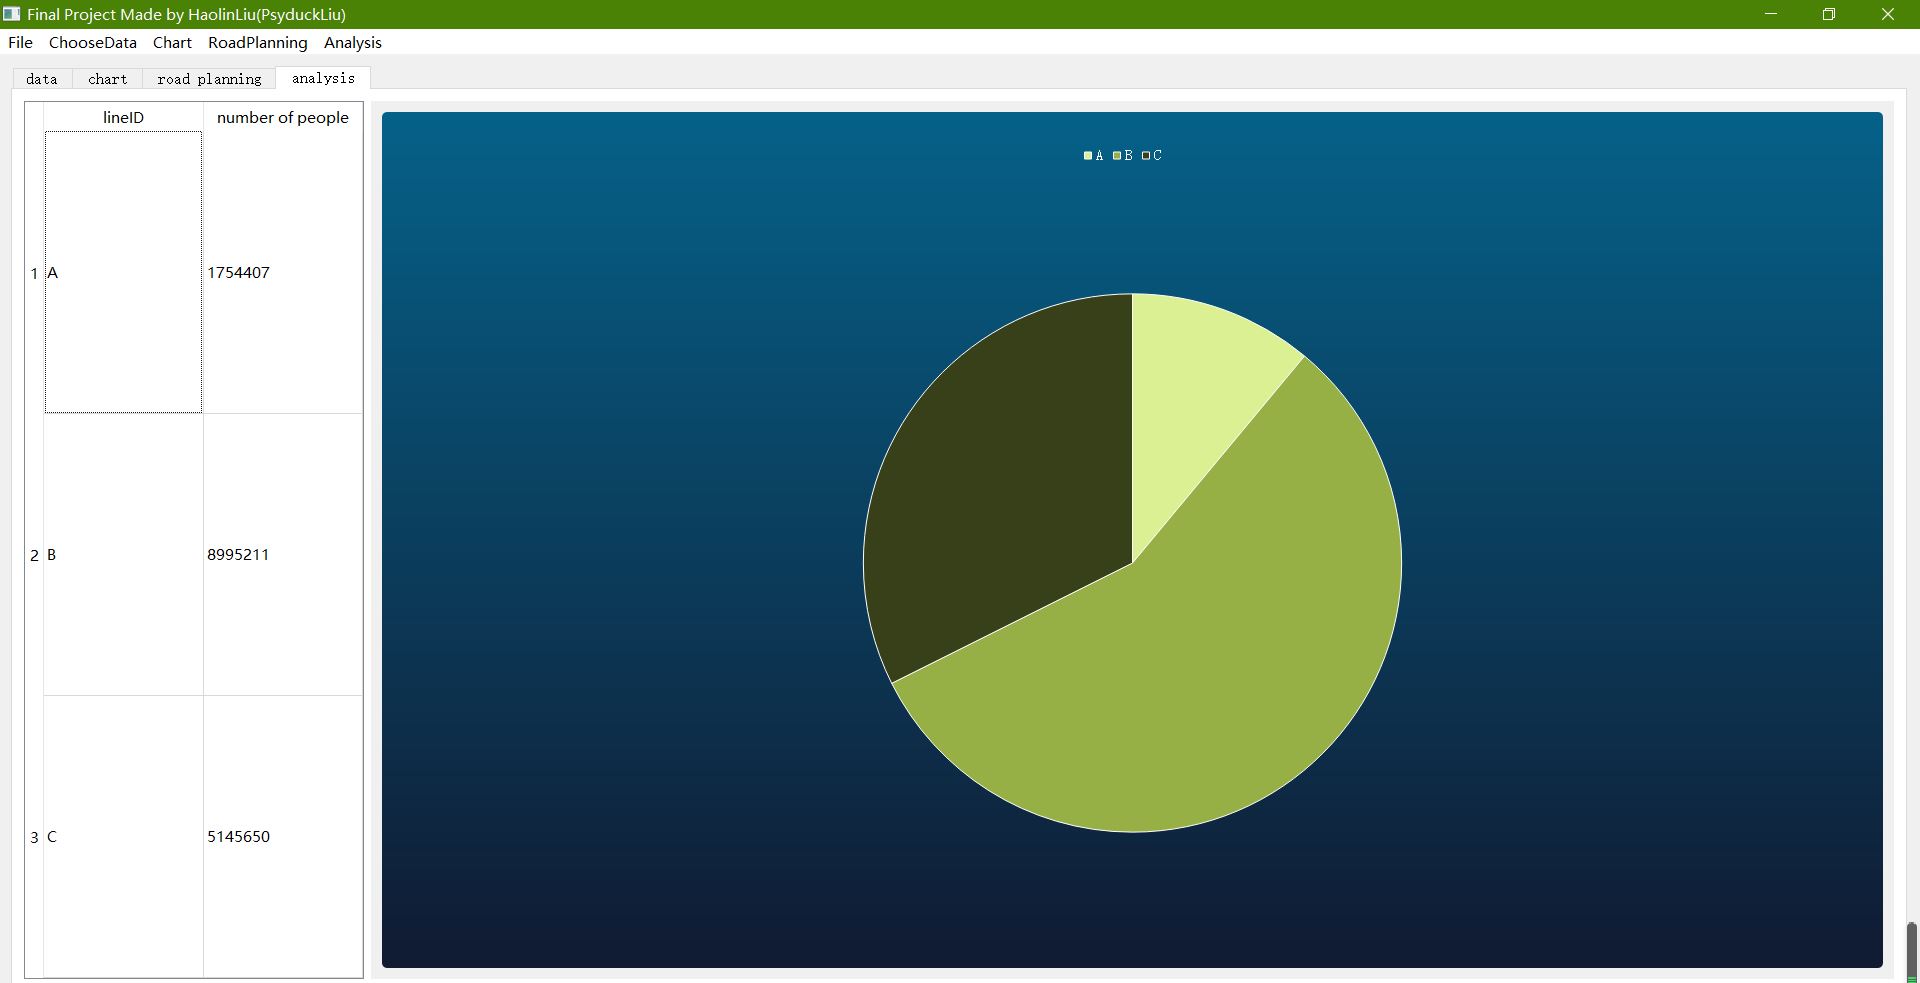 Final Project Made by HaolinLiu(PsyduckLiu)
File ChooseData Chart RoadPlanning Analysis
data chart road planning analysis
lineID number of people
1 A 1754407
2 B 8995211
3 C 5145650
A B C